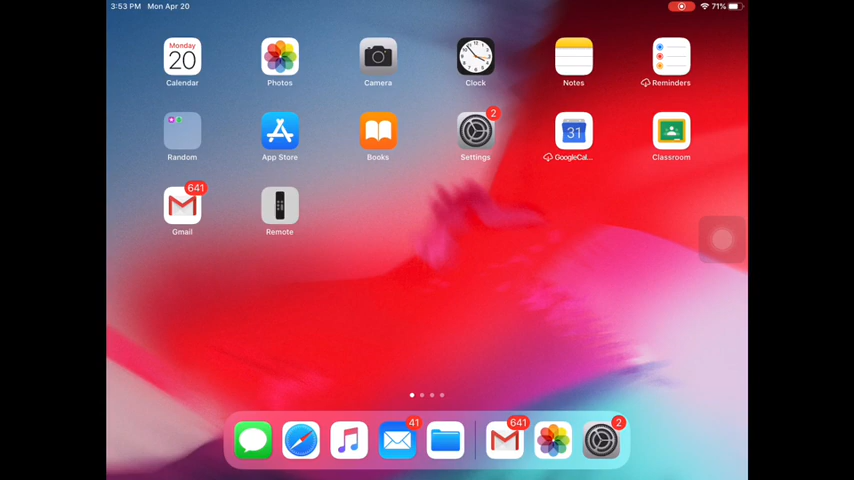 3:53 PM Mon Apr 20 71%
Monday
20
Calendar Photos Camera Clock Notes Reminders
2
31
Random App Store Books Settings GoogleCal... Classroom
641
Gmail Remote
41 641 2